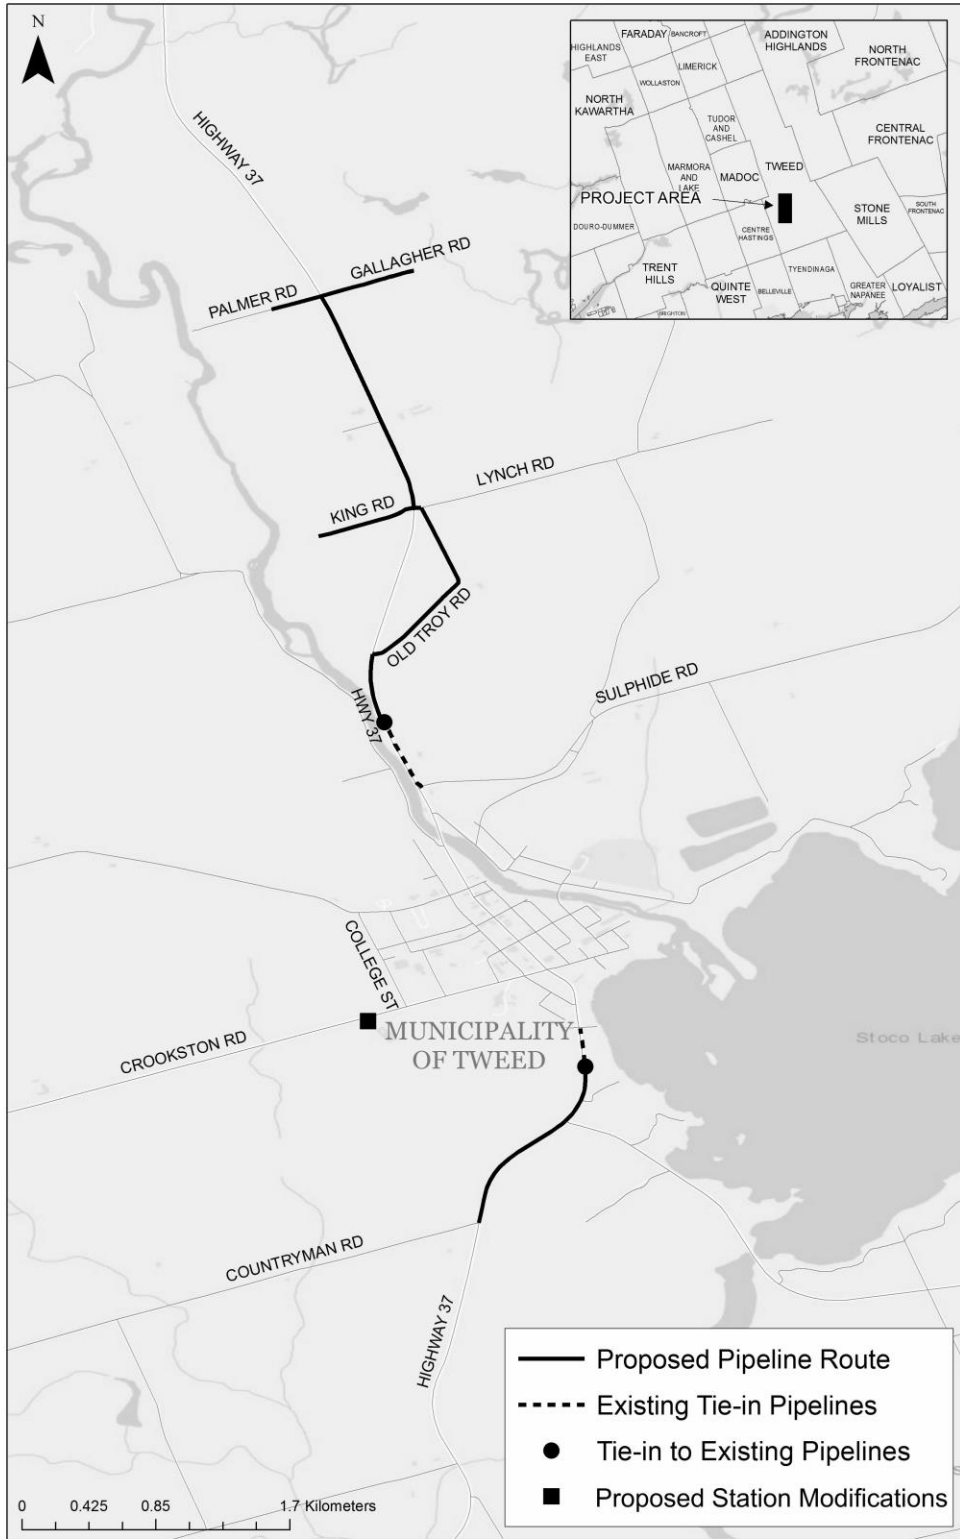 N
HIGHWAY 37
GALLAGHER RD
PALMER RD
LYNCH RD
KING RD
OLD TROY RD
SULPHIDE RD
HWY 37
COLLEGE ST
CROOKSTON RD
MUNICIPALITY
OF TWEED
Stoco Lake
COUNTRYMAN RD
HIGHWAY 37
FARADAY
BANCROFT
ADDINGTON
HIGHLANDS
HIGHLANDS
EAST
LIMERICK
NORTH
FRONTENAC
WOLLASTON
NORTH
KAWARTHA
TUDOR
AND
CASHEL
CENTRAL
FRONTENAC
MARMORA
AND
LAKE
MADOC
TWEED
PROJECT AREA
STONE
MILLS
SOUTH
FRONTENAC
DOURO-DUMMER
CENTRE
HASTINGS
TRENT
HILLS
TYENDINAGA
QUINTE
WEST
BELLEVILLE
GREATER
NAPANEE
LOYALIST
BRIGHTON
Proposed Pipeline Route
Existing Tie-in Pipelines
Tie-in to Existing Pipelines
Proposed Station Modifications
0 0.425 0.85 1.7 Kilometers